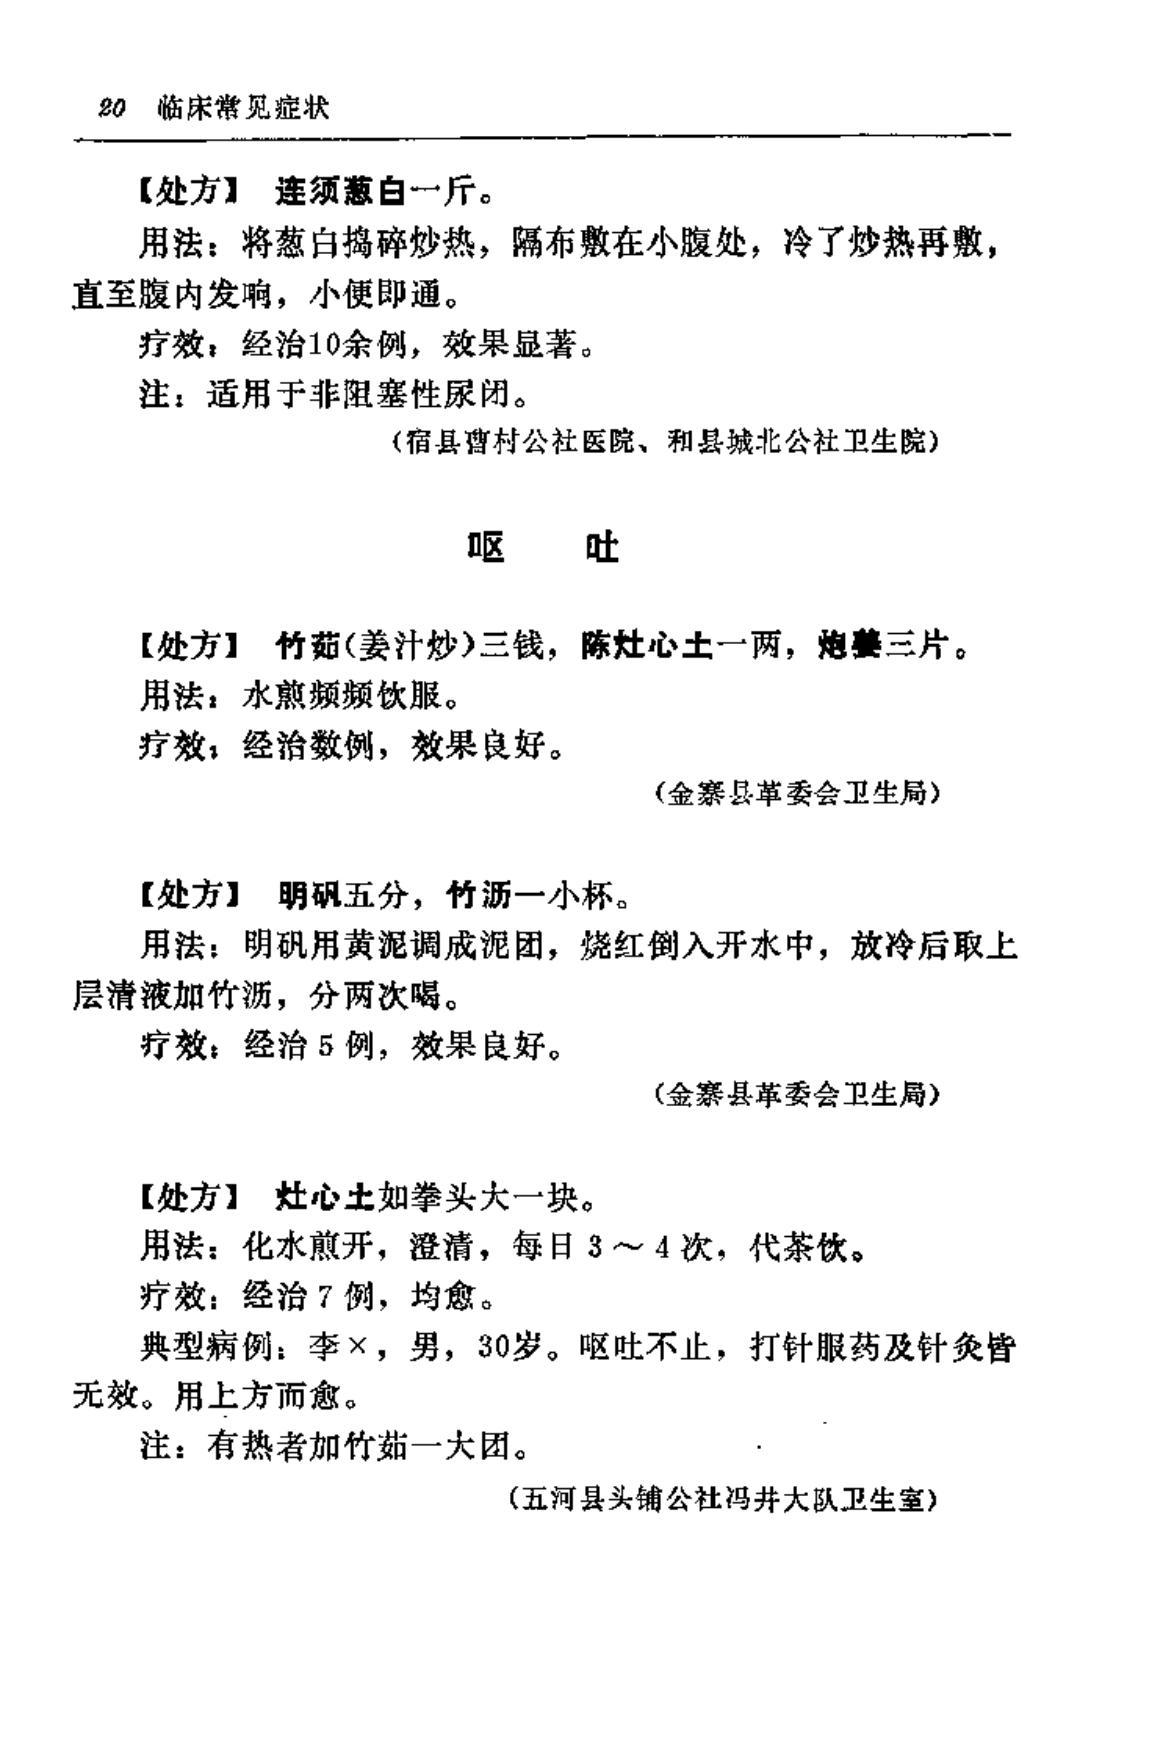 20 临床常见症状
【处方】 连须葱白一斤。
用法：将葱白捣碎炒热，隔布敷在小腹处，冷了炒热再敷，
直至腹内发响，小便即通。
疗效：经治10余例，效果显著。
注：适用于非阻塞性尿闭。
（宿县曹村公社医院、和县城北公社卫生院）
呕 吐
【处方】 竹茹（姜汁炒）三钱，陈灶心土一两，炮姜三片。
用法：水煎频频饮服。
疗效：经治数例，效果良好。
（金寨县革委会卫生局）
【处方】 明矾五分，竹沥一小杯。
用法：明矾用黄泥调成泥团，烧红倒入开水中，放冷后取上
层清液加竹沥，分两次喝。
疗效：经治5例，效果良好。
（金寨县革委会卫生局）
【处方】 灶心土如拳头大一块。
用法：化水煎开，澄清，每日3～4次，代茶饮。
疗效：经治7例，均愈。
典型病例：李×，男，30岁。呕吐不止，打针服药及针灸皆
无效。用上方而愈。
注：有热者加竹茹一大团。
（五河县头铺公社冯井大队卫生室）